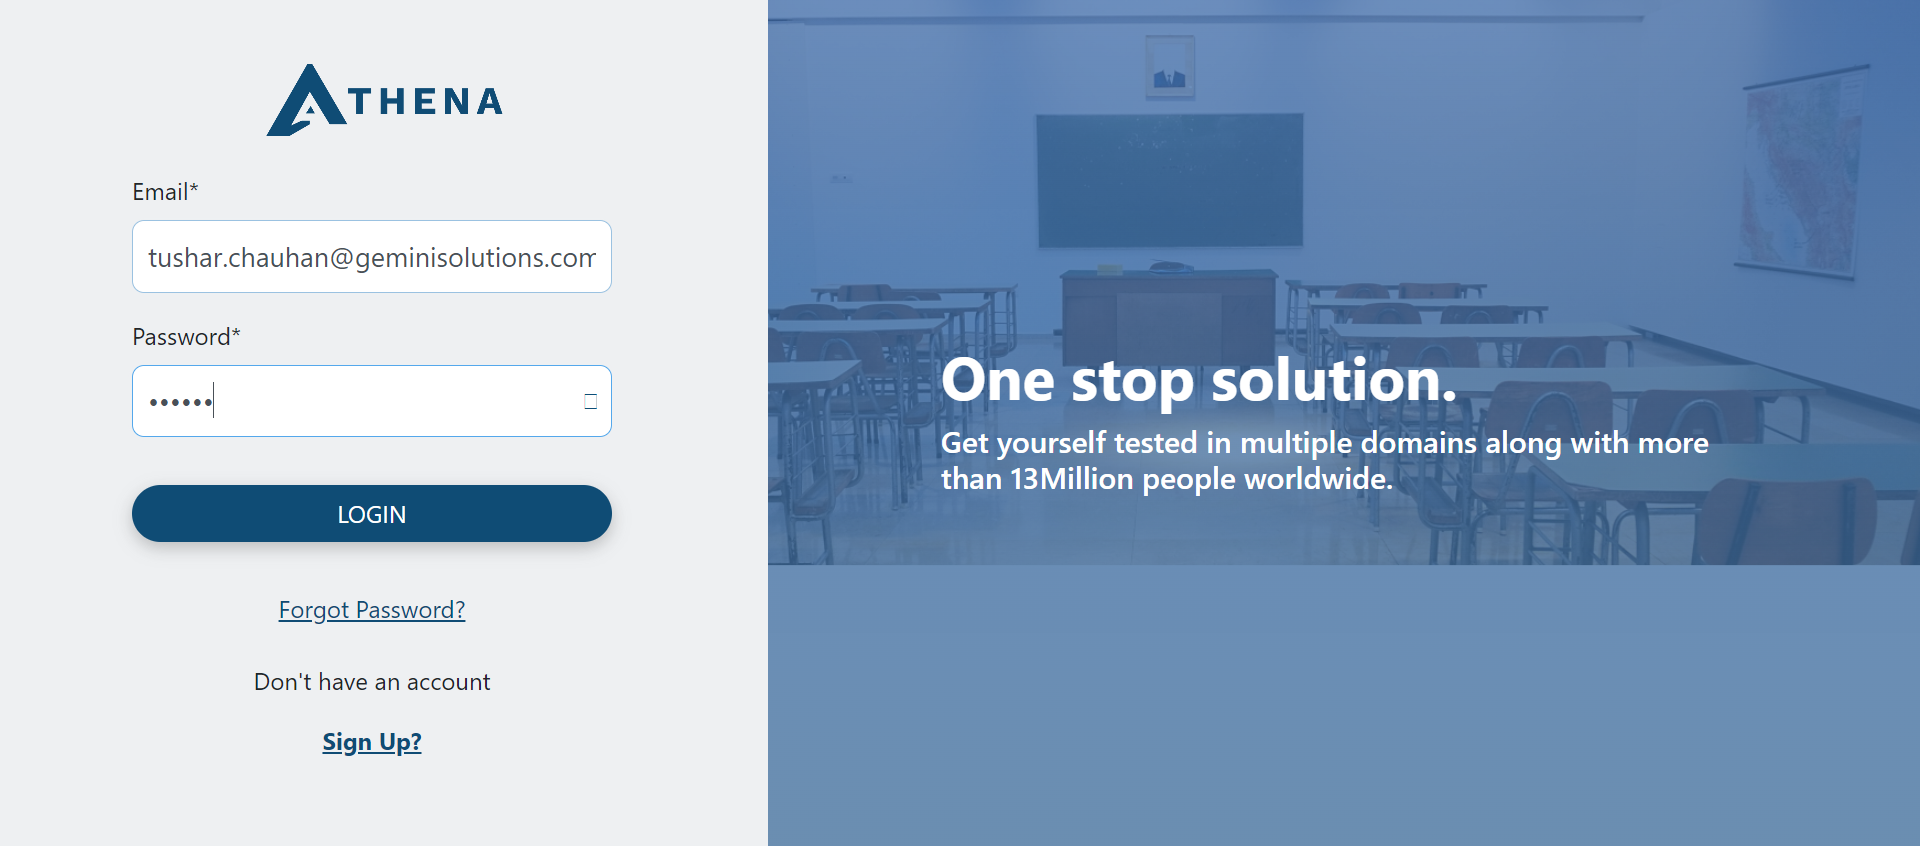 ATHENA
Email*
tushar.chauhan@geminisolutions.com
Password*
••••••
LOGIN
Forgot Password?
Don't have an account
Sign Up?
One stop solution.
Get yourself tested in multiple domains along with more
than 13Million people worldwide.